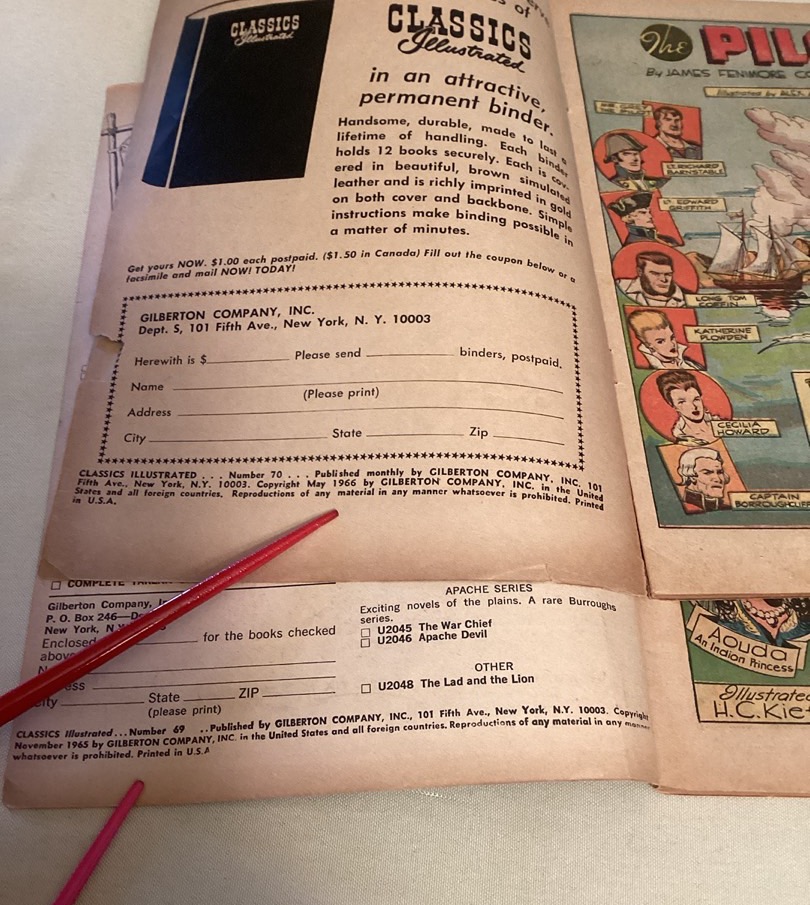 CLASSICS
Illustrated
of
CLASSICS
Illustrated
in an attractive,
permanent binder.
Handsome, durable, made to last a
lifetime of handling. Each binder
holds 12 books securely. Each is cov-
ered in beautiful, brown simulated
leather and is richly imprinted in gold
on both cover and backbone. Simple
instructions make binding possible in
a matter of minutes.
Get yours NOW. $1.00 each postpaid. ($1.50 in Canada) Fill out the coupon below or a
facsimile and mail NOW! TODAY!
GILBERTON COMPANY, INC.
Dept. S, 101 Fifth Ave., New York, N. Y. 10003
Herewith is $ Please send binders, postpaid.
Name
(Please print)
Address
City State Zip
CLASSICS ILLUSTRATED . . . Number 70 . . . Published monthly by GILBERTON COMPANY, INC. 101
Fifth Ave., New York, N.Y. 10003. Copyright May 1966 by GILBERTON COMPANY, INC. in the United
States and all foreign countries. Reproductions of any material in any manner whatsoever is prohibited. Printed
in U.S.A.
The PIL
By JAMES FENIMORE CO
Illustrated by ALEX
LT. RICHARD
BARNSTABLE
LT. EDWARD
GRIFFITH
LONG TOM
COFFIN
KATHERINE
PLOWDEN
CECILIA
HOWARD
CAPTAIN
BORROUGHCLIFF
COMPLETE
Gilberton Company,
P. O. Box 246
New York, N.Y.
Enclosed for the books checked
above
ess
City State ZIP
(please print)
APACHE SERIES
Exciting novels of the plains. A rare Burroughs
series.
U2045 The War Chief
U2046 Apache Devil
OTHER
U2048 The Lad and the Lion
CLASSICS Illustrated...Number 69 ..Published by GILBERTON COMPANY, INC., 101 Fifth Ave., New York, N.Y. 10003. Copyright
November 1965 by GILBERTON COMPANY, INC. in the United States and all foreign countries. Reproductions of any material in any manner
whatsoever is prohibited. Printed in U.S.A
Aouda
An Indian Princess
Illustrated
H.C. Kie